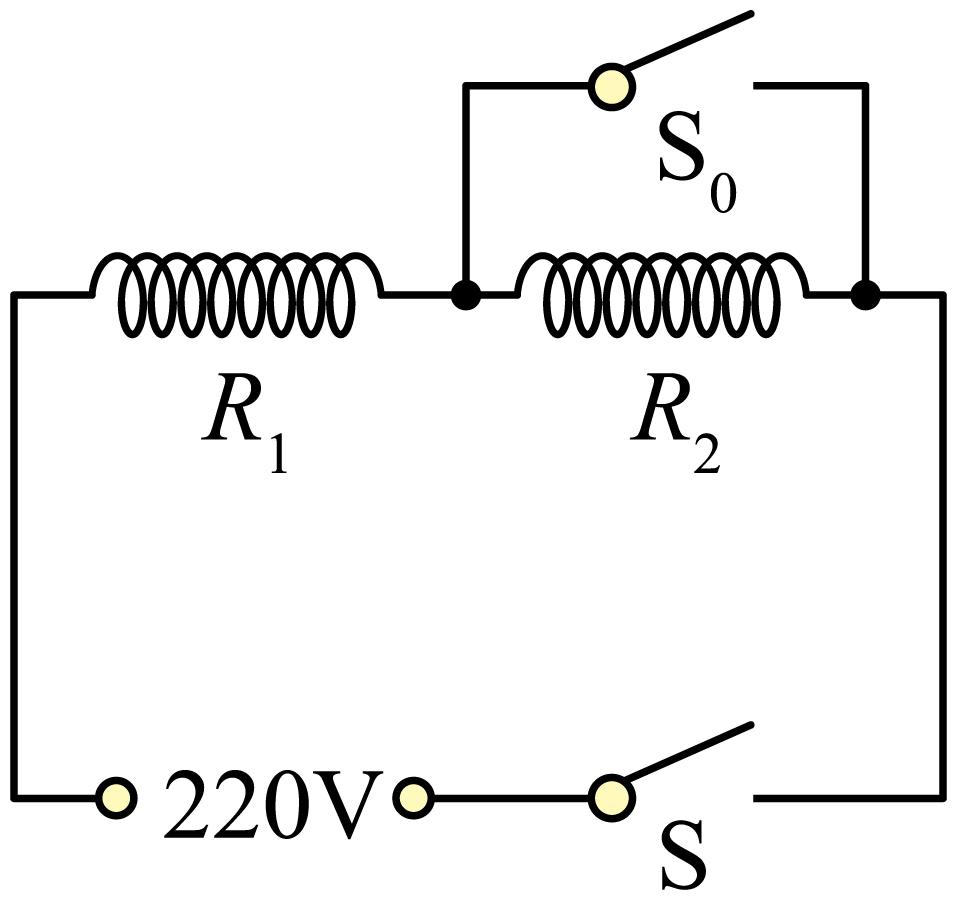 S₀
R₁ R₂
220V S